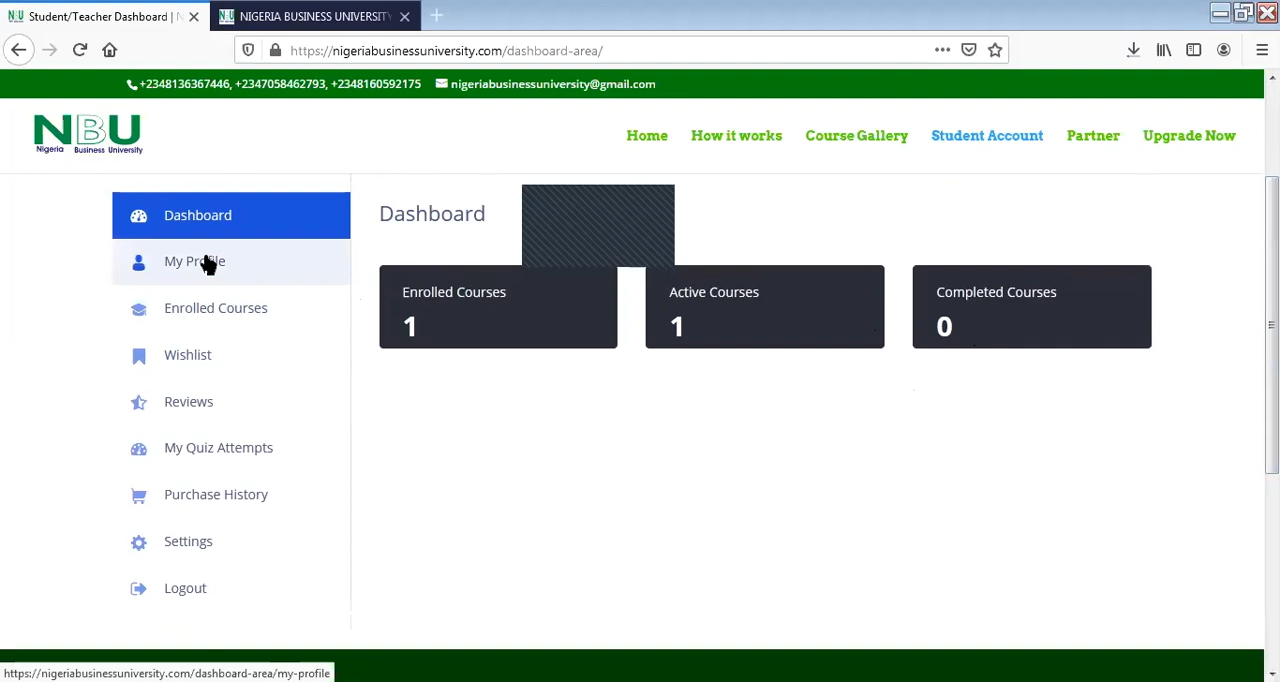 Student/Teacher Dashboard | N
NIGERIA BUSINESS UNIVERSITY
https://nigeriabusinessuniversity.com/dashboard-area/
+2348136367446, +2347058462793, +2348160592175
nigeriabusinessuniversity@gmail.com
NBU
Nigeria Business University
Home
How it works
Course Gallery
Student Account
Partner
Upgrade Now
Dashboard
My Profile
Enrolled Courses
Wishlist
Reviews
My Quiz Attempts
Purchase History
Settings
Logout
Dashboard
Enrolled Courses
1
Active Courses
1
Completed Courses
0
https://nigeriabusinessuniversity.com/dashboard-area/my-profile